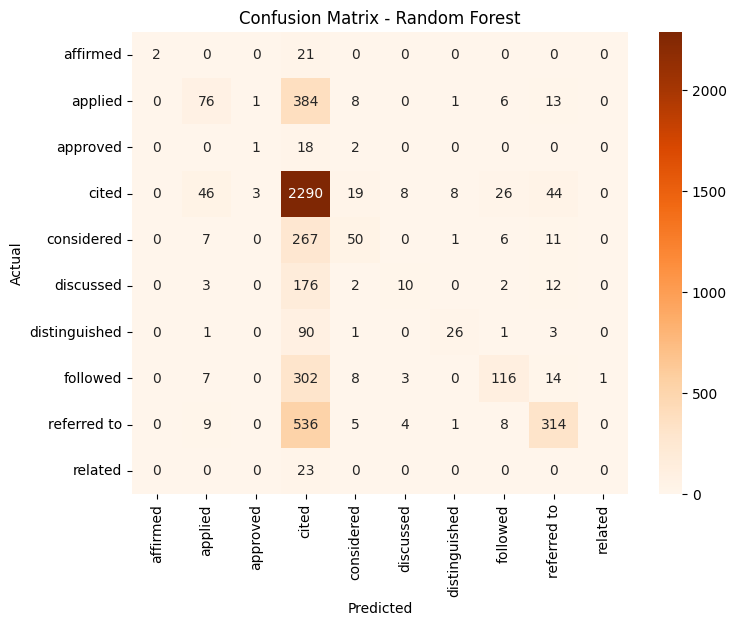 Confusion Matrix - Random Forest
affirmed 2 0 0 21 0 0 0 0 0 0
applied 0 76 1 384 8 0 1 6 13 0
approved 0 0 1 18 2 0 0 0 0 0
cited 0 46 3 2290 19 8 8 26 44 0
considered 0 7 0 267 50 0 1 6 11 0
discussed 0 3 0 176 2 10 0 2 12 0
distinguished 0 1 0 90 1 0 26 1 3 0
followed 0 7 0 302 8 3 0 116 14 1
referred to 0 9 0 536 5 4 1 8 314 0
related 0 0 0 23 0 0 0 0 0 0
Actual
affirmed applied approved cited considered discussed distinguished followed referred to related
Predicted
2000
1500
1000
500
0